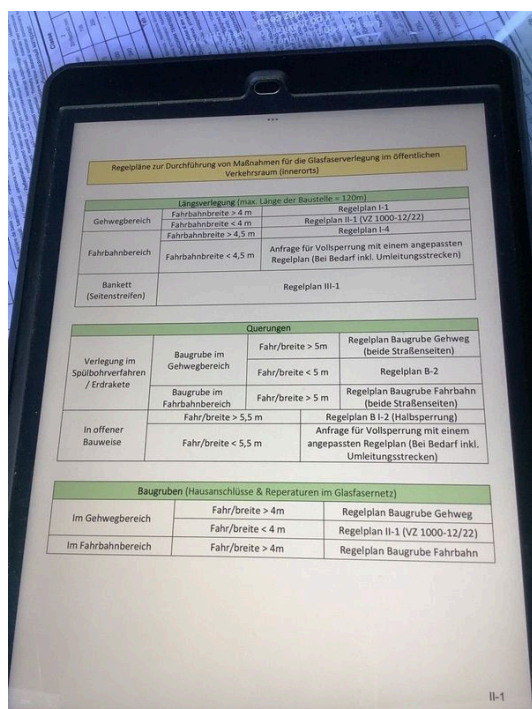 Regelpläne zur Durchführung von Maßnahmen für die Glasfaserverlegung im öffentlichen
Verkehrsraum (innerorts)
Längsverlegung (max. Länge der Baustelle = 120m)
Gehwegbereich
Fahrbahnbreite > 4 m
Regelplan I-1
Fahrbahnbreite < 4 m
Regelplan II-1 (VZ 1000-12/22)
Fahrbahnbereich
Fahrbahnbreite > 4,5 m
Regelplan I-4
Fahrbahnbreite < 4,5 m
Anfrage für Vollsperrung mit einem angepassten
Regelplan (Bei Bedarf inkl. Umleitungsstrecken)
Bankett
(Seitenstreifen)
Regelplan III-1
Querungen
Verlegung im
Spülbohrverfahren
/ Erdrakete
Baugrube im
Gehwegbereich
Fahr/breite > 5m
Regelplan Baugrube Gehweg
(beide Straßenseiten)
Fahr/breite < 5 m
Regelplan B-2
Baugrube im
Fahrbahnbereich
Fahr/breite > 5 m
Regelplan Baugrube Fahrbahn
(beide Straßenseiten)
In offener
Bauweise
Fahr/breite > 5,5 m
Regelplan B I-2 (Halbsperrung)
Fahr/breite < 5,5 m
Anfrage für Vollsperrung mit einem
angepassten Regelplan (Bei Bedarf inkl.
Umleitungsstrecken)
Baugruben (Hausanschlüsse & Reperaturen im Glasfasernetz)
Im Gehwegbereich
Fahr/breite > 4m
Regelplan Baugrube Gehweg
Fahr/breite < 4 m
Regelplan II-1 (VZ 1000-12/22)
Im Fahrbahnbereich
Fahr/breite > 4m
Regelplan Baugrube Fahrbahn
II-1